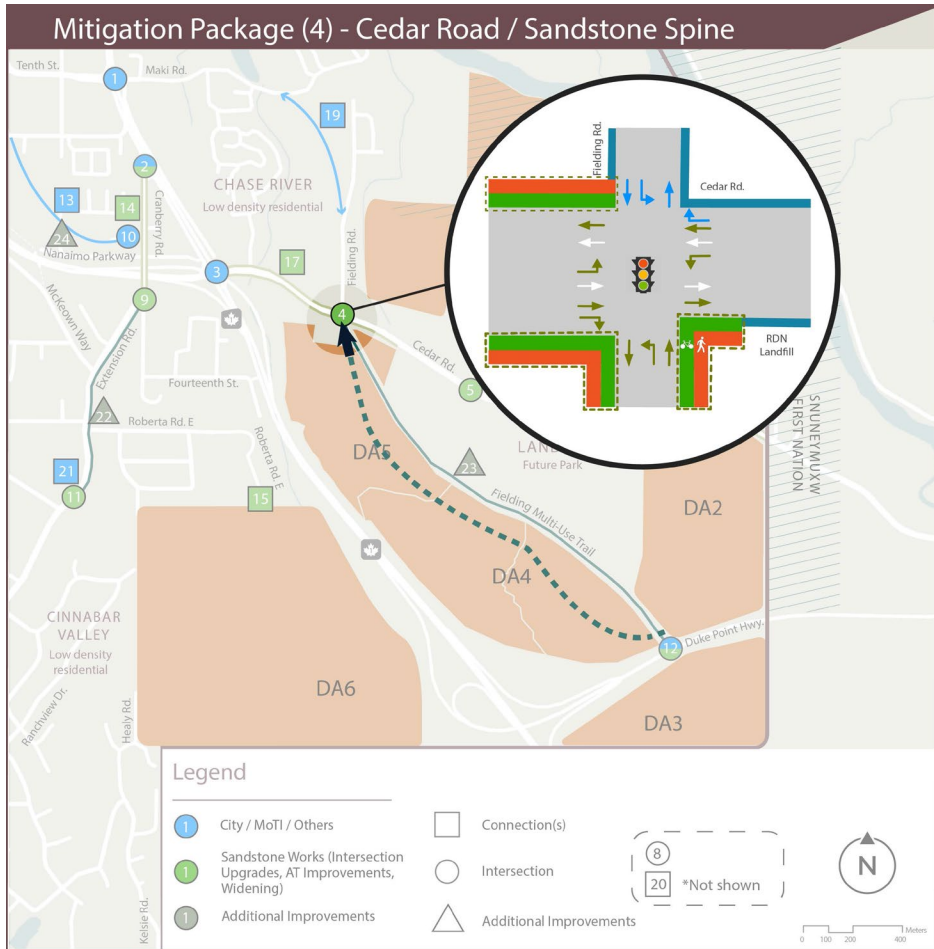 Mitigation Package (4) - Cedar Road / Sandstone Spine
Tenth St.
Maki Rd.
1
19
2
CHASE RIVER
Low density residential
13
14
Cranberry Rd.
24
10
Nanaimo Parkway
3
17
Fielding Rd.
4
McKeown Way
9
Extension Rd.
Cedar Rd.
5
Fourteenth St.
22
Roberta Rd. E
Roberta Rd. E
DA5
23
Future Park
21
11
15
Fielding Multi-Use Trail
DA2
DA4
SNUNEYMUXW
FIRST NATION
12
Duke Point Hwy.
CINNABAR
VALLEY
Low density
residential
Ranchview Dr.
Healy Rd.
DA6
DA3
Kelsie Rd.
Fielding Rd.
Cedar Rd.
RDN
Landfill
Legend
1 City / MoTI / Others
1 Sandstone Works (Intersection
Upgrades, AT Improvements,
Widening)
1 Additional Improvements
Connection(s)
Intersection
Additional Improvements
8
20 *Not shown
N
Meters
0 100 200 400